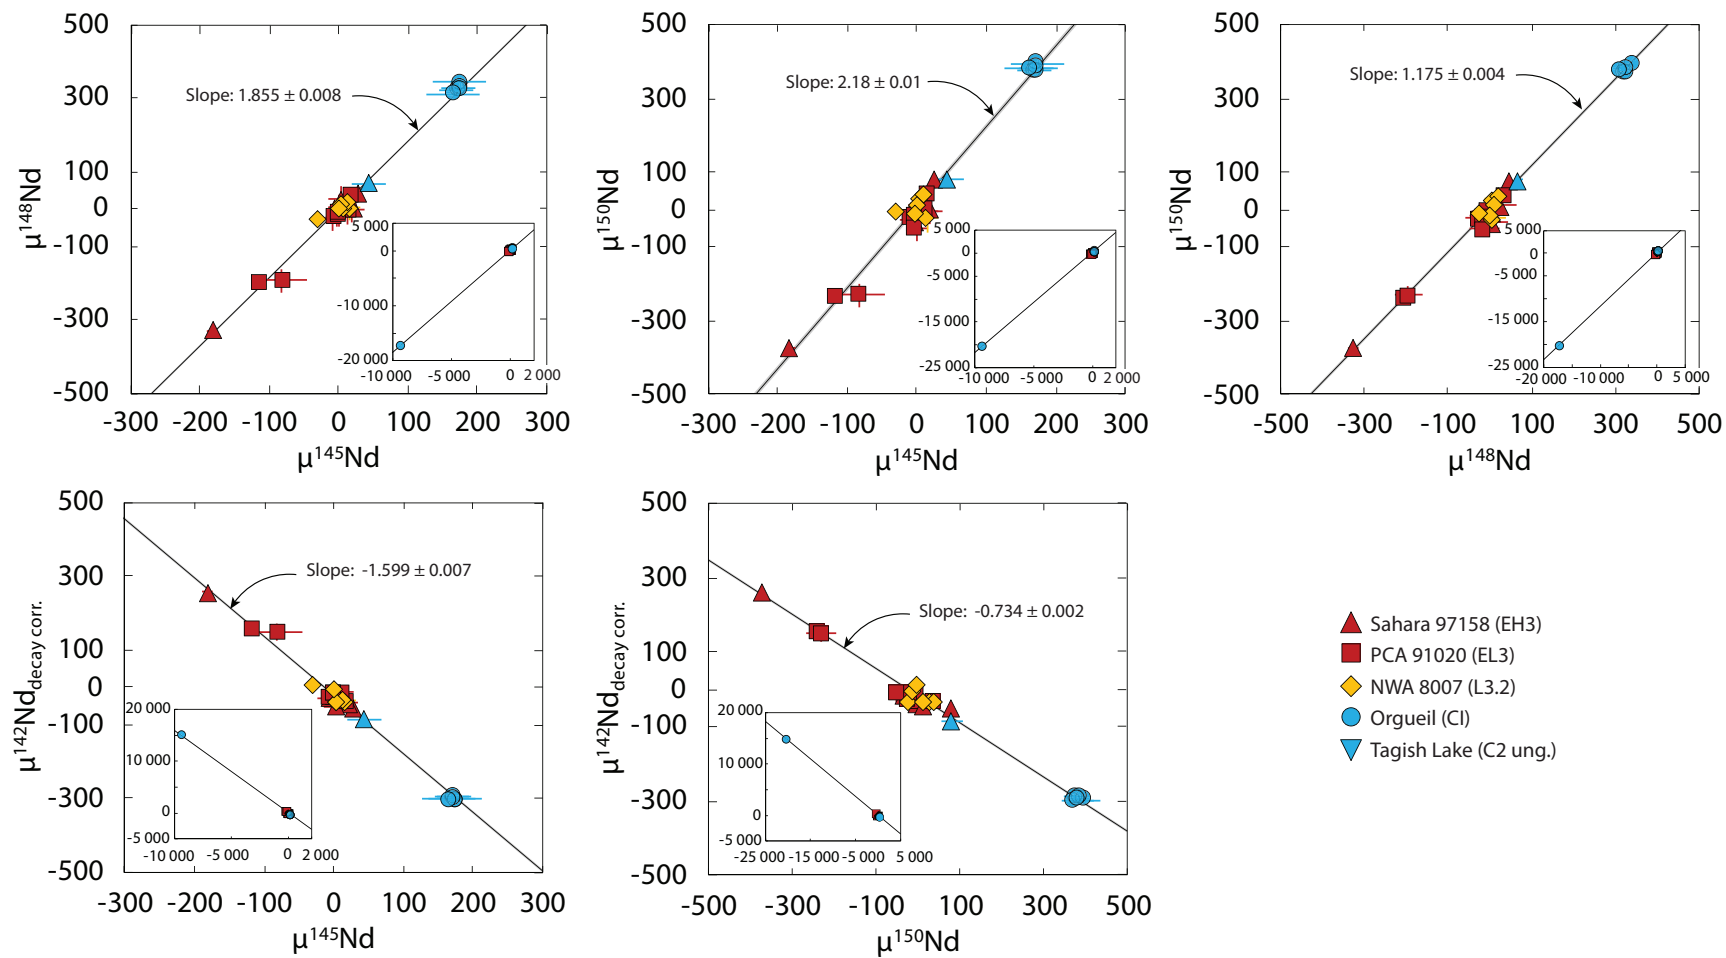 500
300
100
0
-100
-300
-500
-300 -200 -100 0 100 200 300
μ¹⁴⁸Nd
μ¹⁴⁵Nd
Slope: 1.855 ± 0.008
5 000
0
-10 000
-20 000
-10 000 -5 000 0 2 000
500
300
100
0
-100
-300
-500
-300 -200 -100 0 100 200 300
μ¹⁵⁰Nd
μ¹⁴⁵Nd
Slope: 2.18 ± 0.01
5 000
0
-5 000
-15 000
-25 000
-10 000 -5 000 0 2 000
500
300
100
0
-100
-300
-500
-500 -300 -100 0 100 300 500
μ¹⁵⁰Nd
μ¹⁴⁸Nd
Slope: 1.175 ± 0.004
5 000
0
-5 000
-15 000
-25 000
-20 000 -10 000 0 5 000
500
300
100
0
-100
-300
-500
-300 -200 -100 0 100 200 300
μ¹⁴²Nd decay corr.
μ¹⁴⁵Nd
Slope: -1.599 ± 0.007
20 000
10 000
0
-5 000
-10 000 -5 000 0 2 000
500
300
100
0
-100
-300
-500
-500 -300 -100 0 100 300 500
μ¹⁴²Nd decay corr.
μ¹⁵⁰Nd
Slope: -0.734 ± 0.002
20 000
10 000
0
-5 000
-25 000 -15 000 -5 000 5 000
Sahara 97158 (EH3)
PCA 91020 (EL3)
NWA 8007 (L3.2)
Orgueil (CI)
Tagish Lake (C2 ung.)